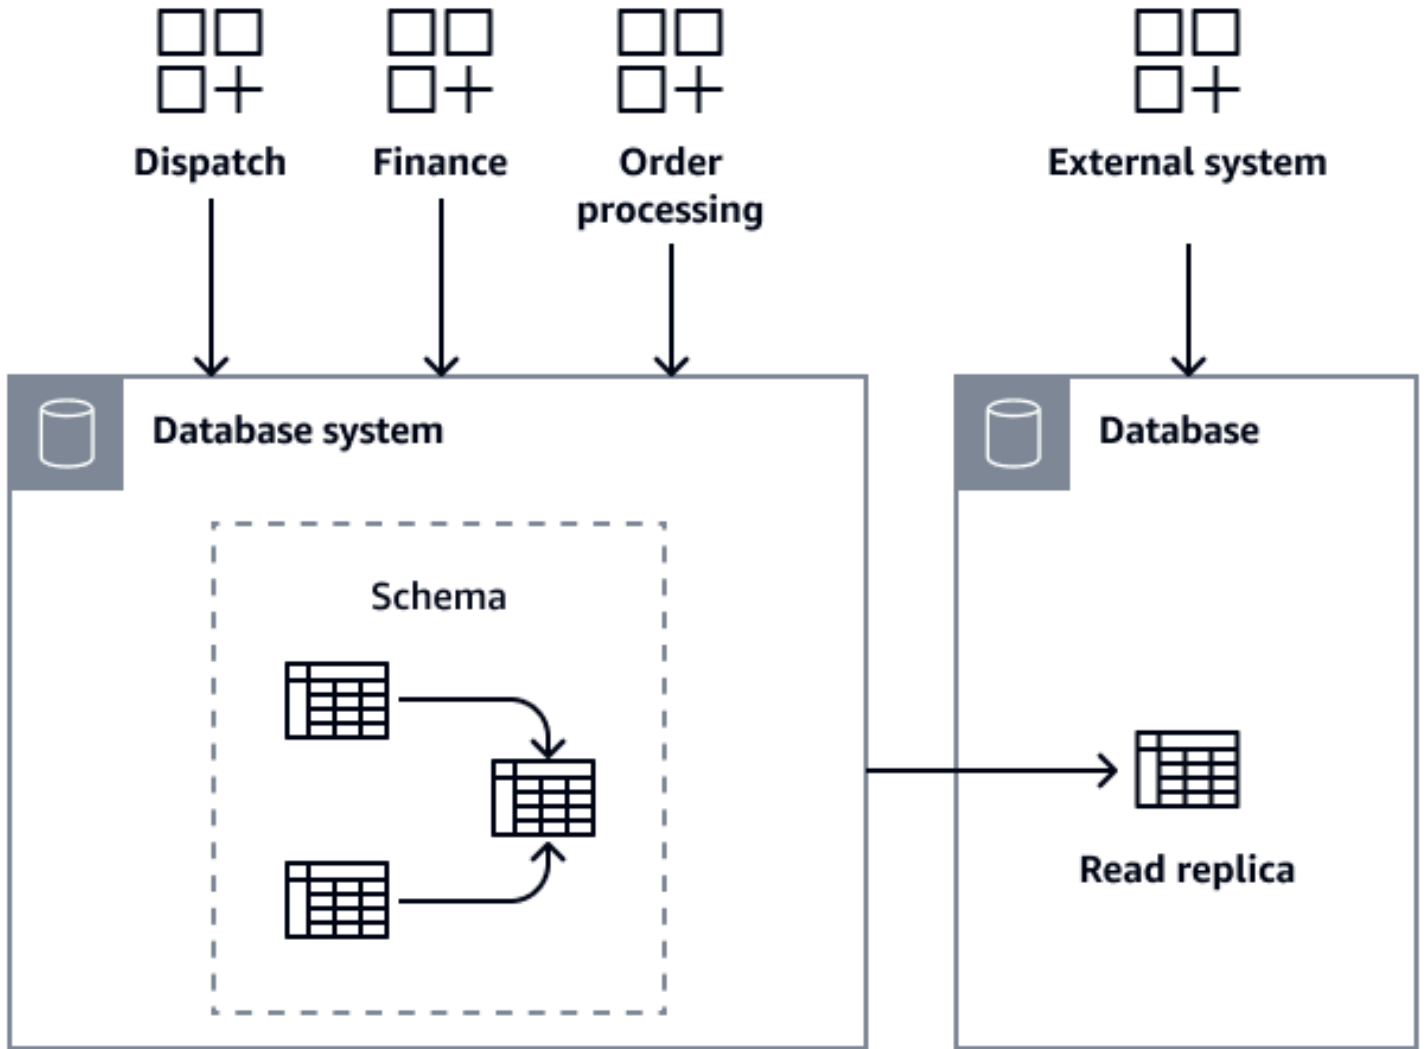 Dispatch
Finance
Order
processing
External system
Database system
Database
Schema
Read replica